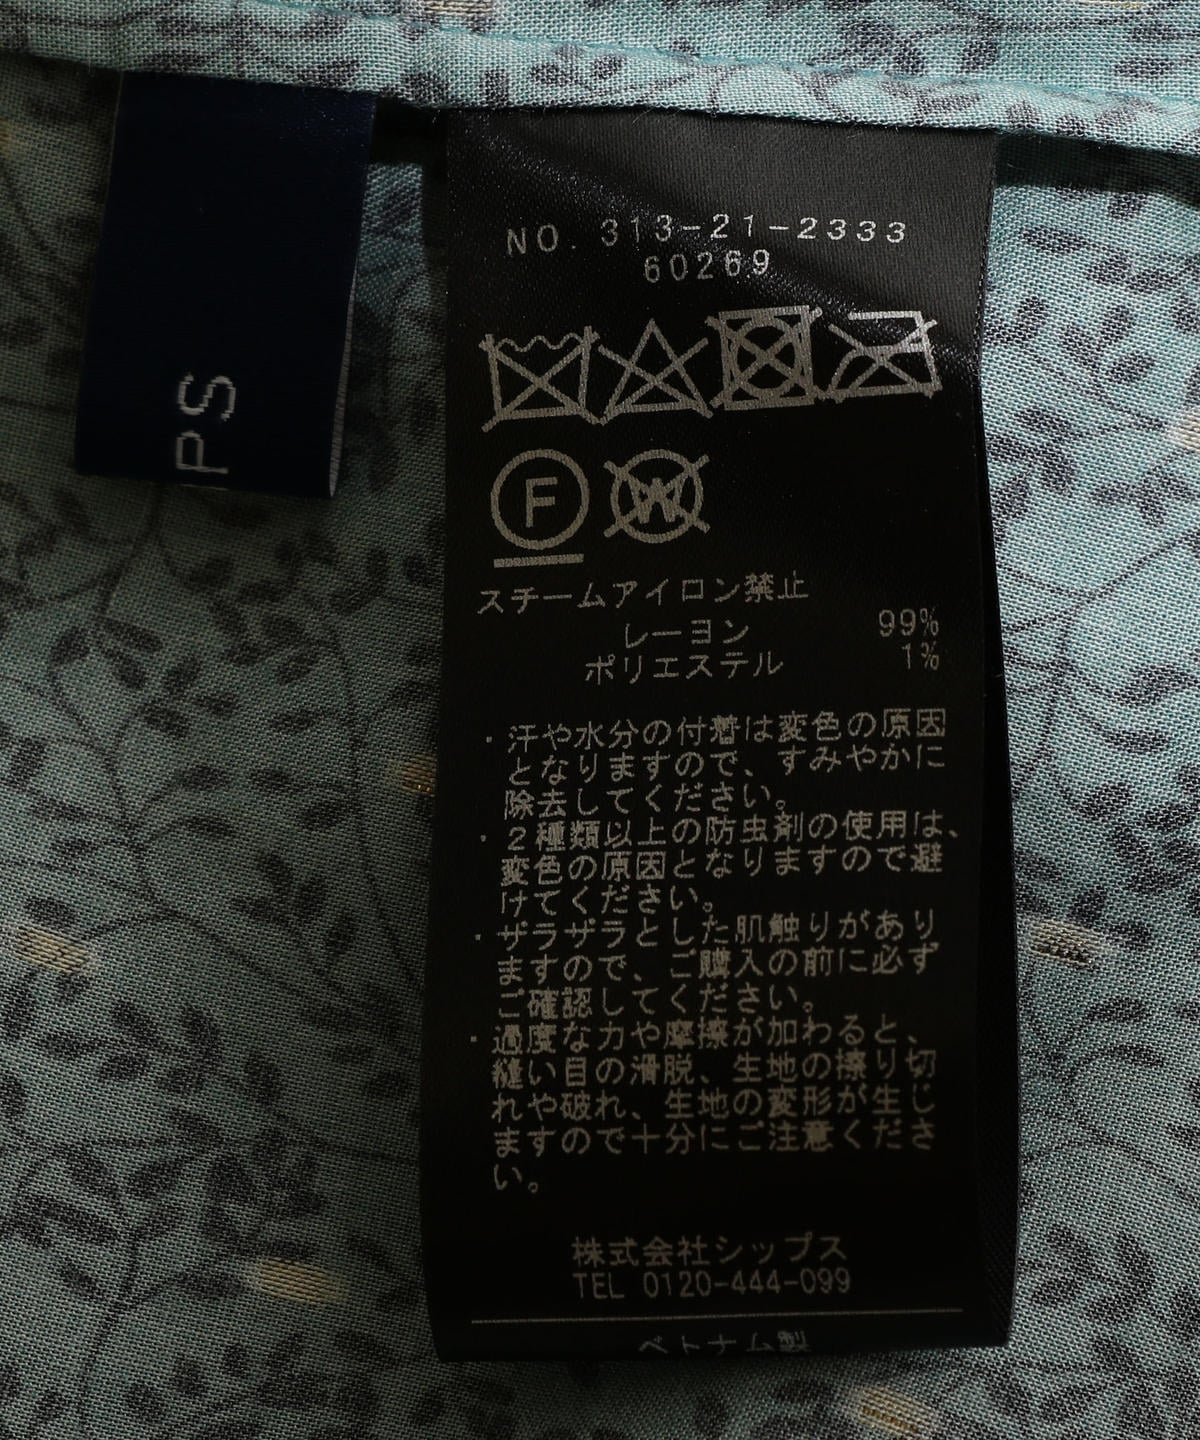 PS
NO. 313-21-2333
60269
F
W
スチームアイロン禁止
レーヨン 99%
ポリエステル 1%
・汗や水分の付着は変色の原因
となりますので、すみやかに
除去してください。
・2種類以上の防虫剤の使用は、
変色の原因となりますので避
けてください。
・ザラザラとした肌触りがあり
ますので、ご購入の前に必ず
ご確認してください。
・過度な力や摩擦が加わると、
縫い目の滑脱、生地の擦り切
れや破れ、生地の変形が生じ
ますので十分にご注意くださ
い。
株式会社シップス
TEL 0120-444-099
ベトナム製